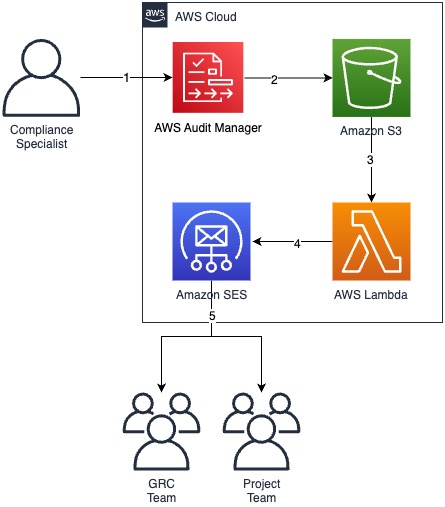 aws
AWS Cloud
1
2
Compliance
Specialist
AWS Audit Manager
Amazon S3
3
4
Amazon SES
AWS Lambda
5
GRC
Team
Project
Team